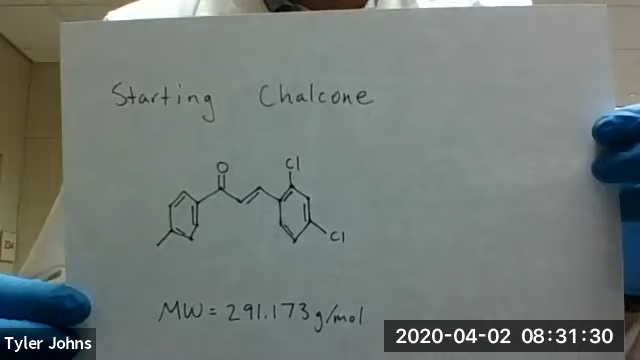 Starting Chalcone
O
Cl
Cl
MW = 291.173 g/mol
Tyler Johns
2020-04-02 08:31:30